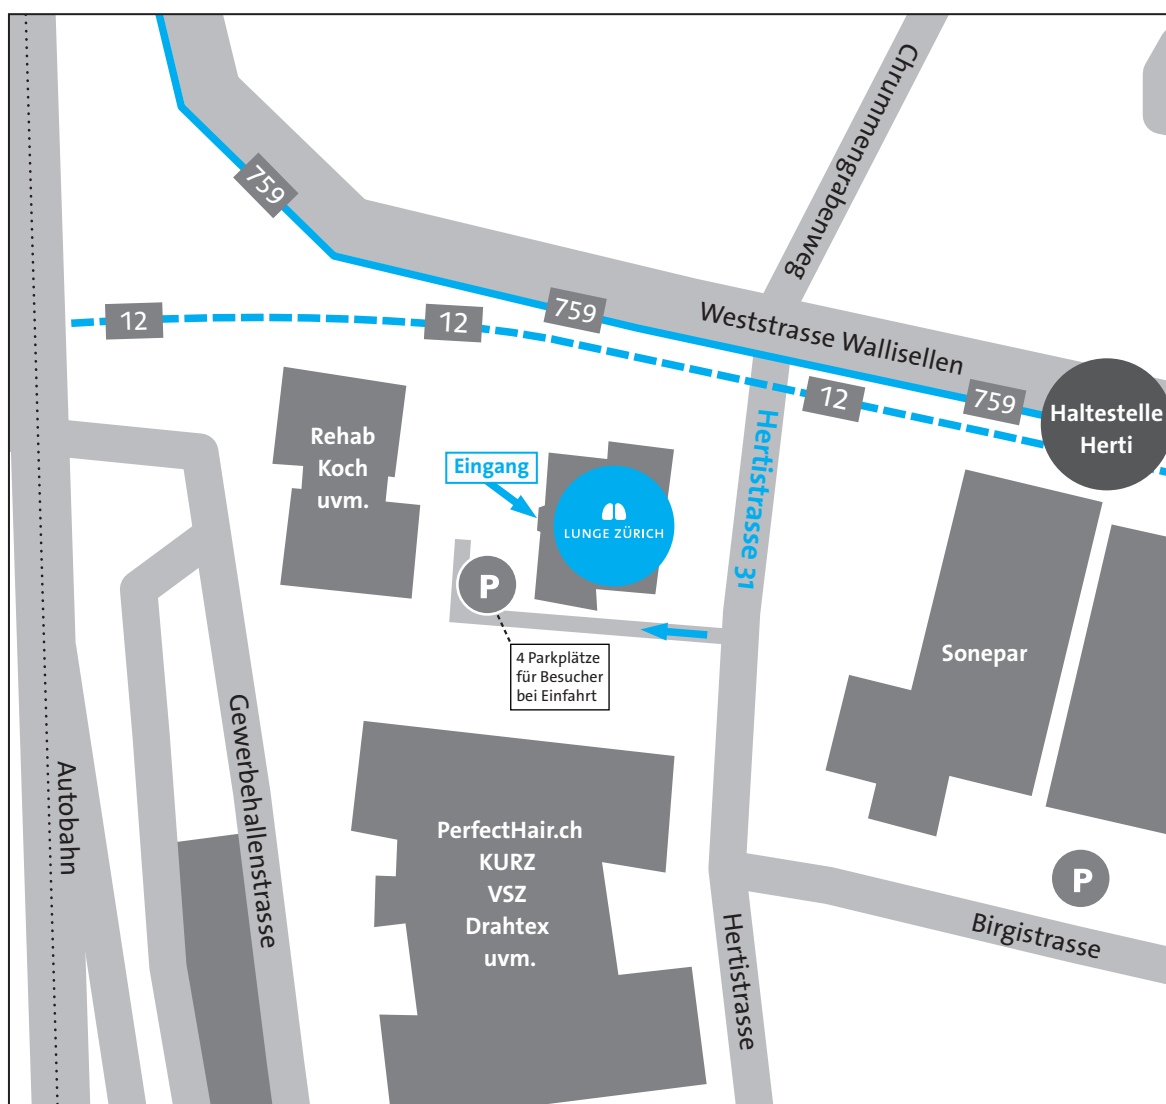 Chrummengrabenweg
759
12
12
759
Weststrasse Wallisellen
12
759
Haltestelle
Herti
Rehab
Koch
uvm.
Eingang
LUNGE ZÜRICH
Hertistrasse 31
P
4 Parkplätze
für Besucher
bei Einfahrt
Sonepar
Gewerbehallenstrasse
Autobahn
PerfectHair.ch
KURZ
VSZ
Drahtex
uvm.
P
Hertistrasse
Birgistrasse